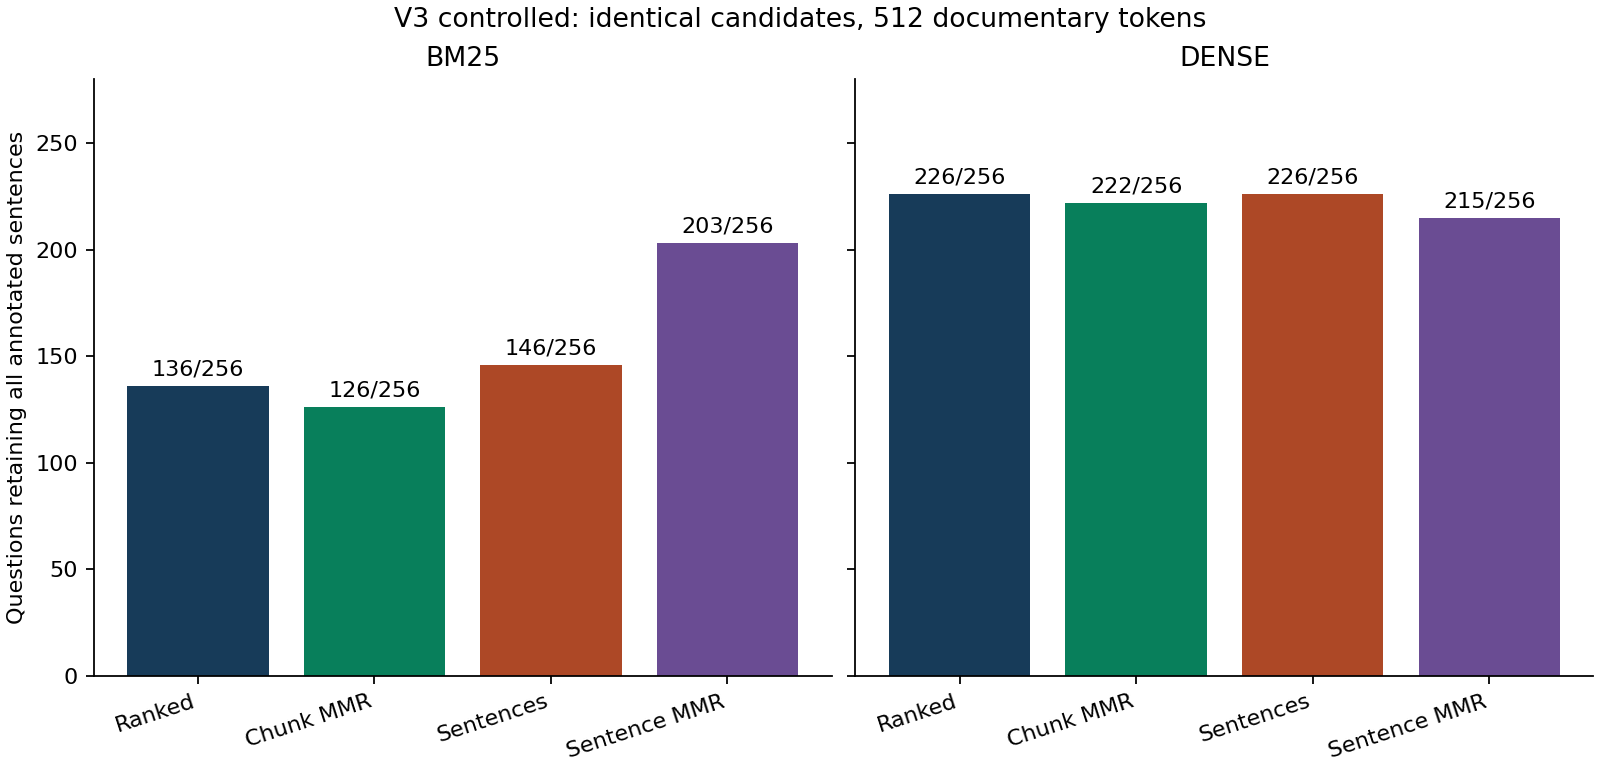 V3 controlled: identical candidates, 512 documentary tokens
BM25
DENSE
Questions retaining all annotated sentences
250
200
150
100
50
0
136/256
126/256
146/256
203/256
226/256
222/256
226/256
215/256
Ranked
Chunk MMR
Sentences
Sentence MMR
Ranked
Chunk MMR
Sentences
Sentence MMR